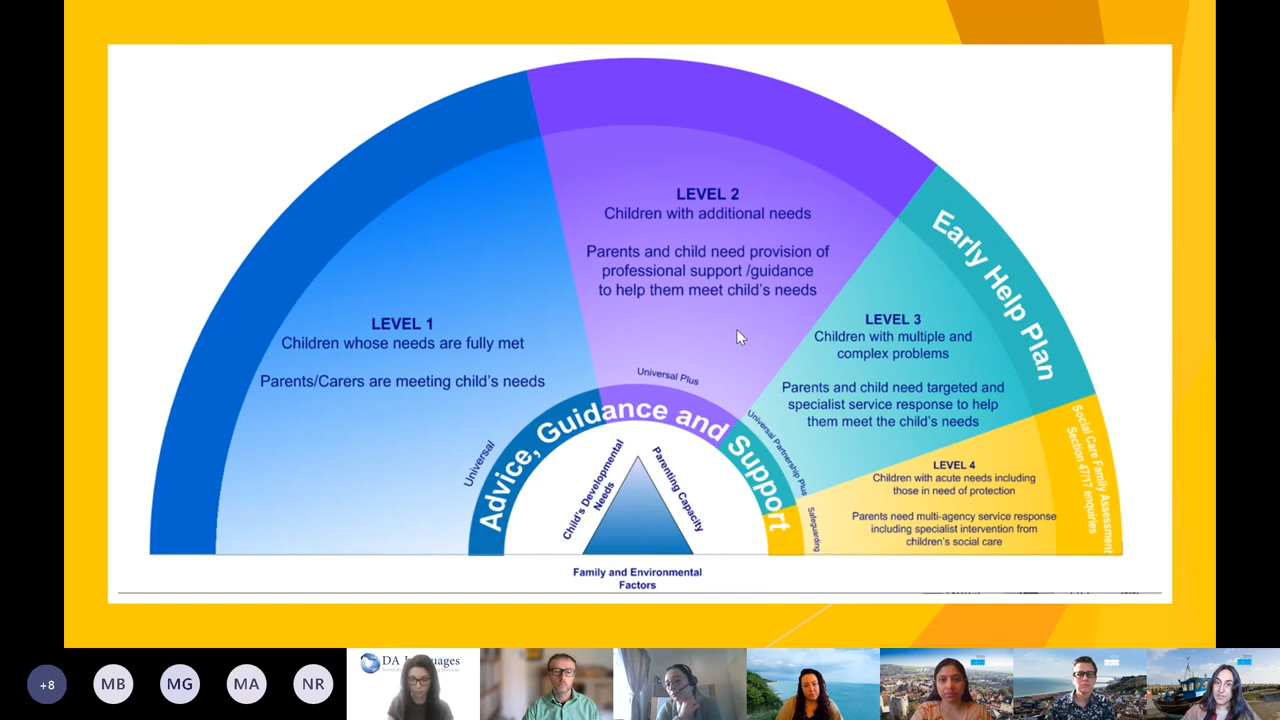 LEVEL 1
Children whose needs are fully met
Parents/Carers are meeting child's needs
LEVEL 2
Children with additional needs
Parents and child need provision of
professional support /guidance
to help them meet child's needs
LEVEL 3
Children with multiple and
complex problems
Parents and child need targeted and
specialist service response to help
them meet the child's needs
LEVEL 4
Children with acute needs including
those in need of protection
Parents need multi-agency service response
including specialist intervention from
children's social care
Early Help Plan
Social Care Family Assessment
Section 47/17 enquiries
Universal
Universal Plus
Universal Partnership Plus
Safeguarding
Advice, Guidance and Support
Child's Developmental
Needs
Parenting Capacity
Family and Environmental
Factors
+8
MB
MG
MA
NR